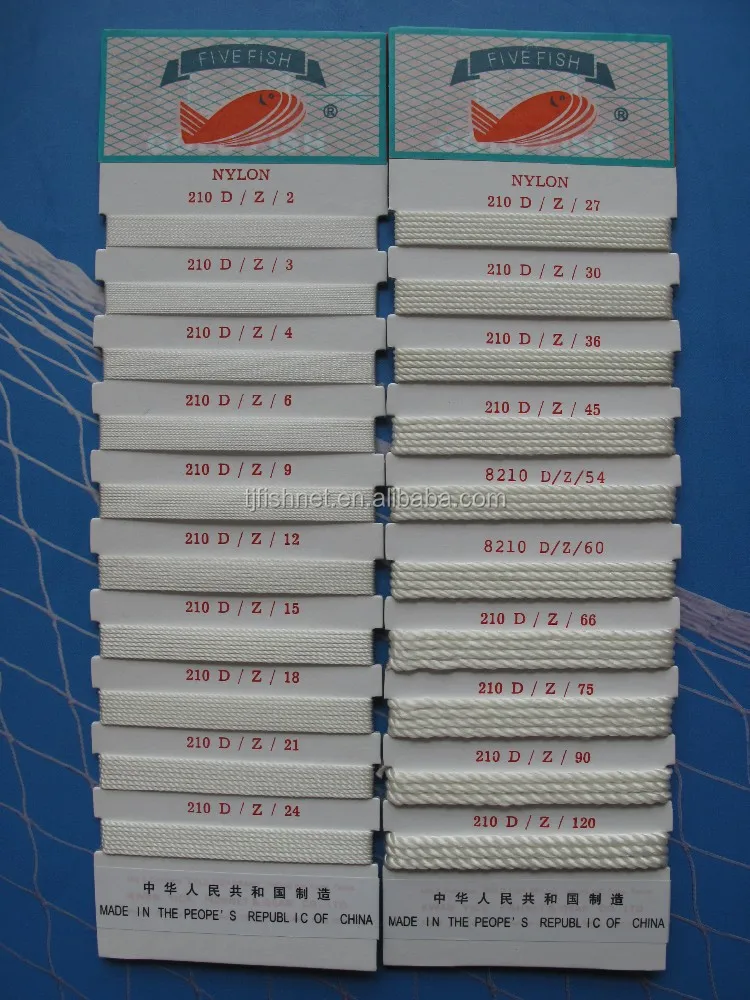 FIVE FISH
®
NYLON
210 D / Z / 2
210 D / Z / 3
210 D / Z / 4
210 D / Z / 6
210 D / Z / 9
210 D / Z / 12
210 D / Z / 15
210 D / Z / 18
210 D / Z / 21
210 D / Z / 24
中华人民共和国制造
MADE IN THE PEOPE'S REPUBLIC OF CHINA
FIVE FISH
®
NYLON
210 D / Z / 27
210 D / Z / 30
210 D / Z / 36
210 D / Z / 45
8210 D/Z/54
8210 D/Z/60
210 D / Z / 66
210 D / Z / 75
210 D / Z / 90
210 D / Z / 120
中华人民共和国制造
MADE IN THE PEOPE'S REPUBLIC OF CHINA
tjfishnet.en.alibaba.com